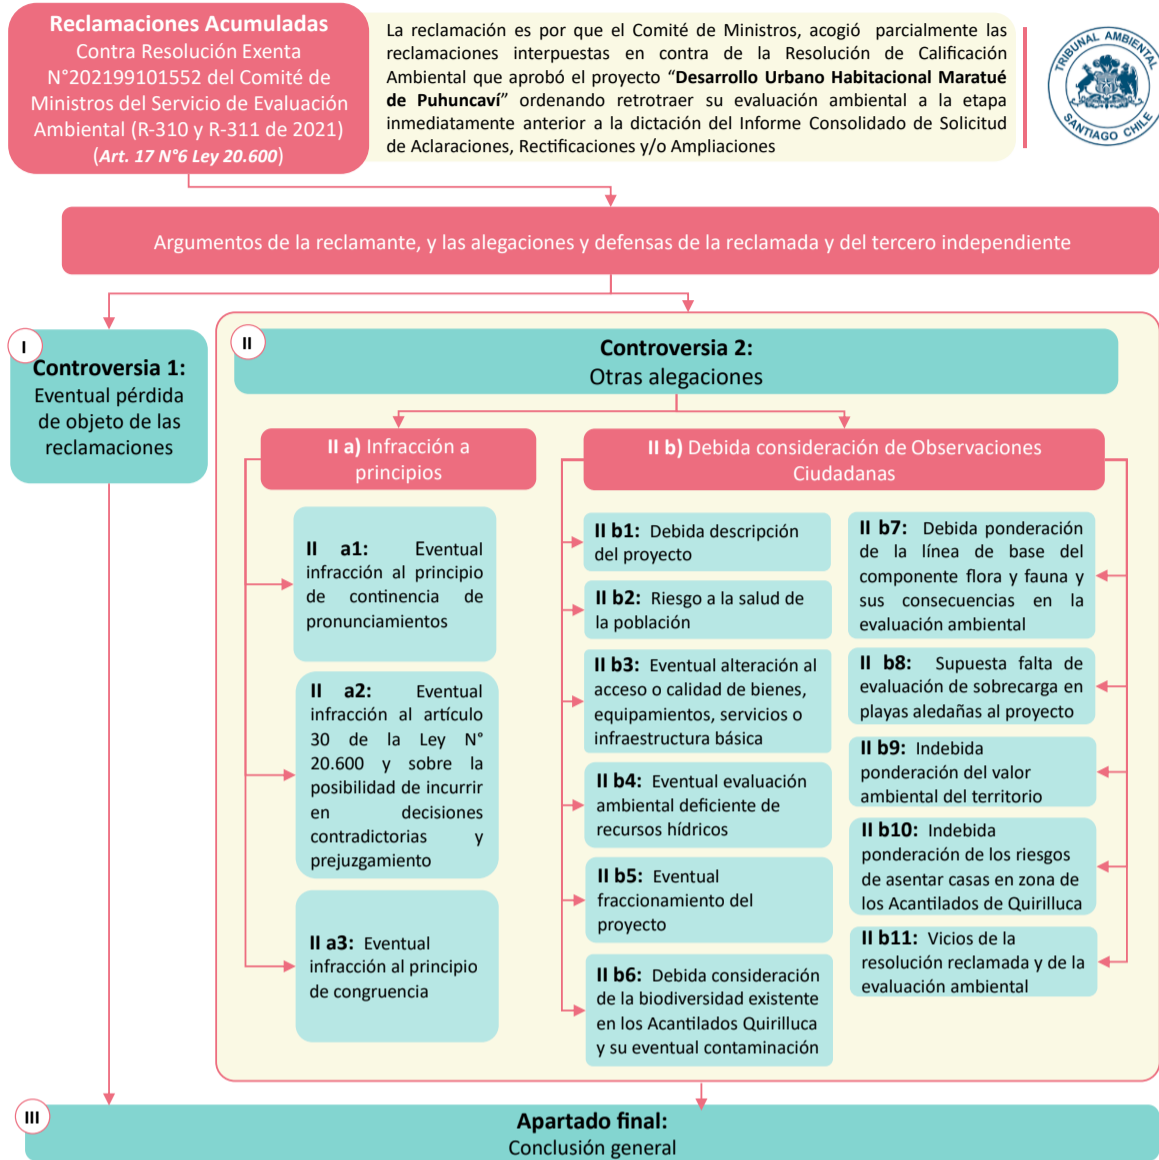 Reclamaciones Acumuladas
Contra Resolución Exenta
N°202199101552 del Comité de
Ministros del Servicio de Evaluación
Ambiental (R-310 y R-311 de 2021)
(Art. 17 N°6 Ley 20.600)
La reclamación es por que el Comité de Ministros, acogió parcialmente las
reclamaciones interpuestas en contra de la Resolución de Calificación
Ambiental que aprobó el proyecto “Desarrollo Urbano Habitacional Maratué
de Puhuncaví” ordenando retrotraer su evaluación ambiental a la etapa
inmediatamente anterior a la dictación del Informe Consolidado de Solicitud
de Aclaraciones, Rectificaciones y/o Ampliaciones
TRIBUNAL AMBIENTAL
SANTIAGO CHILE
Argumentos de la reclamante, y las alegaciones y defensas de la reclamada y del tercero independiente
I
Controversia 1:
Eventual pérdida
de objeto de las
reclamaciones
II
Controversia 2:
Otras alegaciones
II a) Infracción a
principios
II a1: Eventual
infracción al principio
de continencia de
pronunciamientos
II a2: Eventual
infracción al artículo
30 de la Ley N°
20.600 y sobre la
posibilidad de incurrir
en decisiones
contradictorias y
prejuzgamiento
II a3: Eventual
infracción al principio
de congruencia
II b) Debida consideración de Observaciones
Ciudadanas
II b1: Debida descripción
del proyecto
II b2: Riesgo a la salud de
la población
II b3: Eventual alteración al
acceso o calidad de bienes,
equipamientos, servicios o
infraestructura básica
II b4: Eventual evaluación
ambiental deficiente de
recursos hídricos
II b5: Eventual
fraccionamiento del
proyecto
II b6: Debida consideración
de la biodiversidad existente
en los Acantilados Quirilluca
y su eventual contaminación
II b7: Debida ponderación
de la línea de base del
componente flora y fauna y
sus consecuencias en la
evaluación ambiental
II b8: Supuesta falta de
evaluación de sobrecarga en
playas aledañas al proyecto
II b9: Indebida
ponderación del valor
ambiental del territorio
II b10: Indebida
ponderación de los riesgos
de asentar casas en zona de
los Acantilados de Quirilluca
II b11: Vicios de la
resolución reclamada y de la
evaluación ambiental
III
Apartado final:
Conclusión general